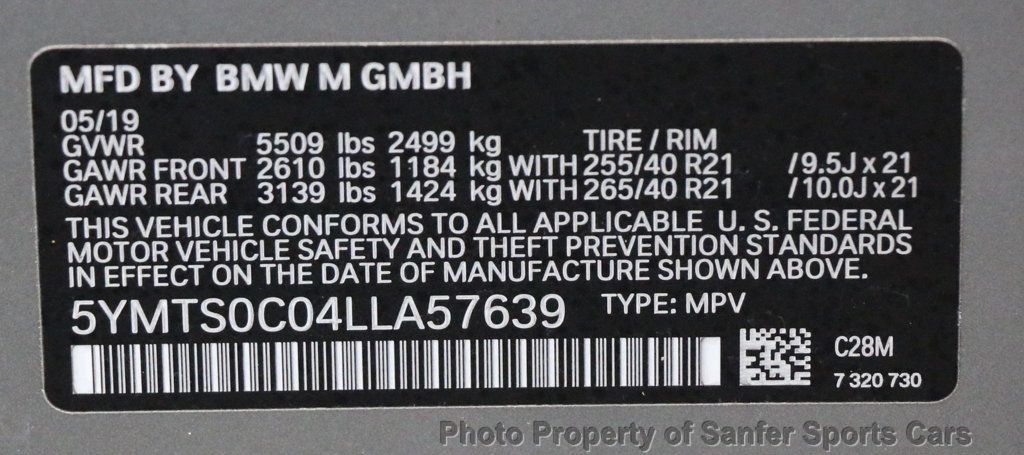 MFD BY BMW M GMBH
05/19
GVWR 5509 lbs 2499 kg TIRE / RIM
GAWR FRONT 2610 lbs 1184 kg WITH 255/40 R21 /9.5J x 21
GAWR REAR 3139 lbs 1424 kg WITH 265/40 R21 /10.0J x 21
THIS VEHICLE CONFORMS TO ALL APPLICABLE U. S. FEDERAL
MOTOR VEHICLE SAFETY AND THEFT PREVENTION STANDARDS
IN EFFECT ON THE DATE OF MANUFACTURE SHOWN ABOVE.
5YMTS0C04LLA57639 TYPE: MPV
C28M
7 320 730
Photo Property of Sanfer Sports Cars